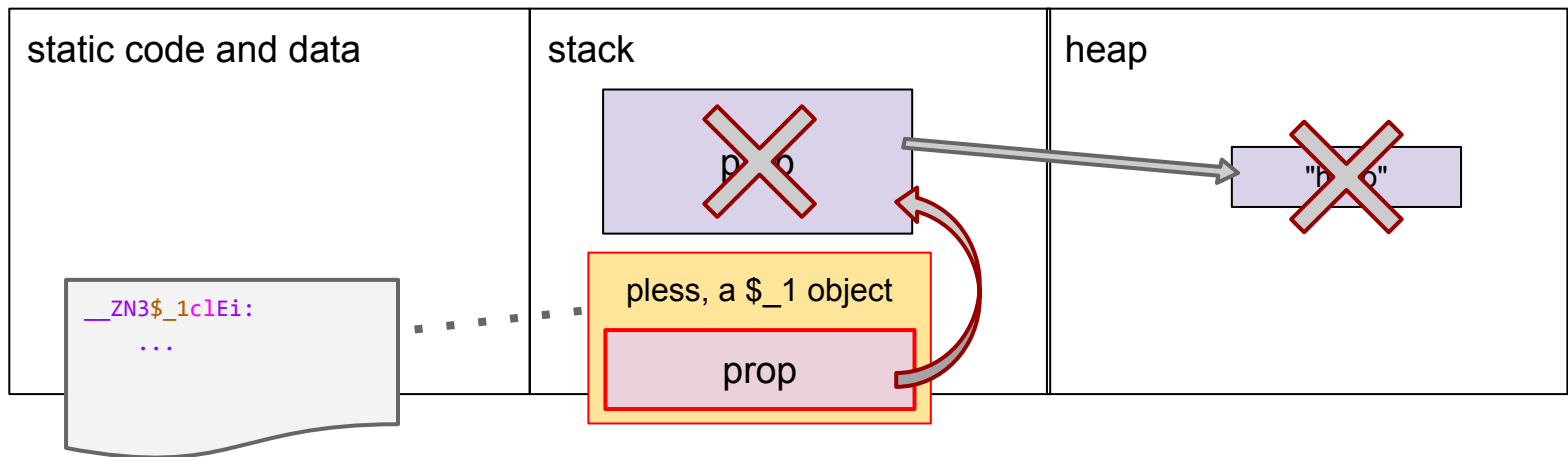 static code and data
stack
heap
__ZN3$_1clEi:
...
pless, a $_1 object
prop